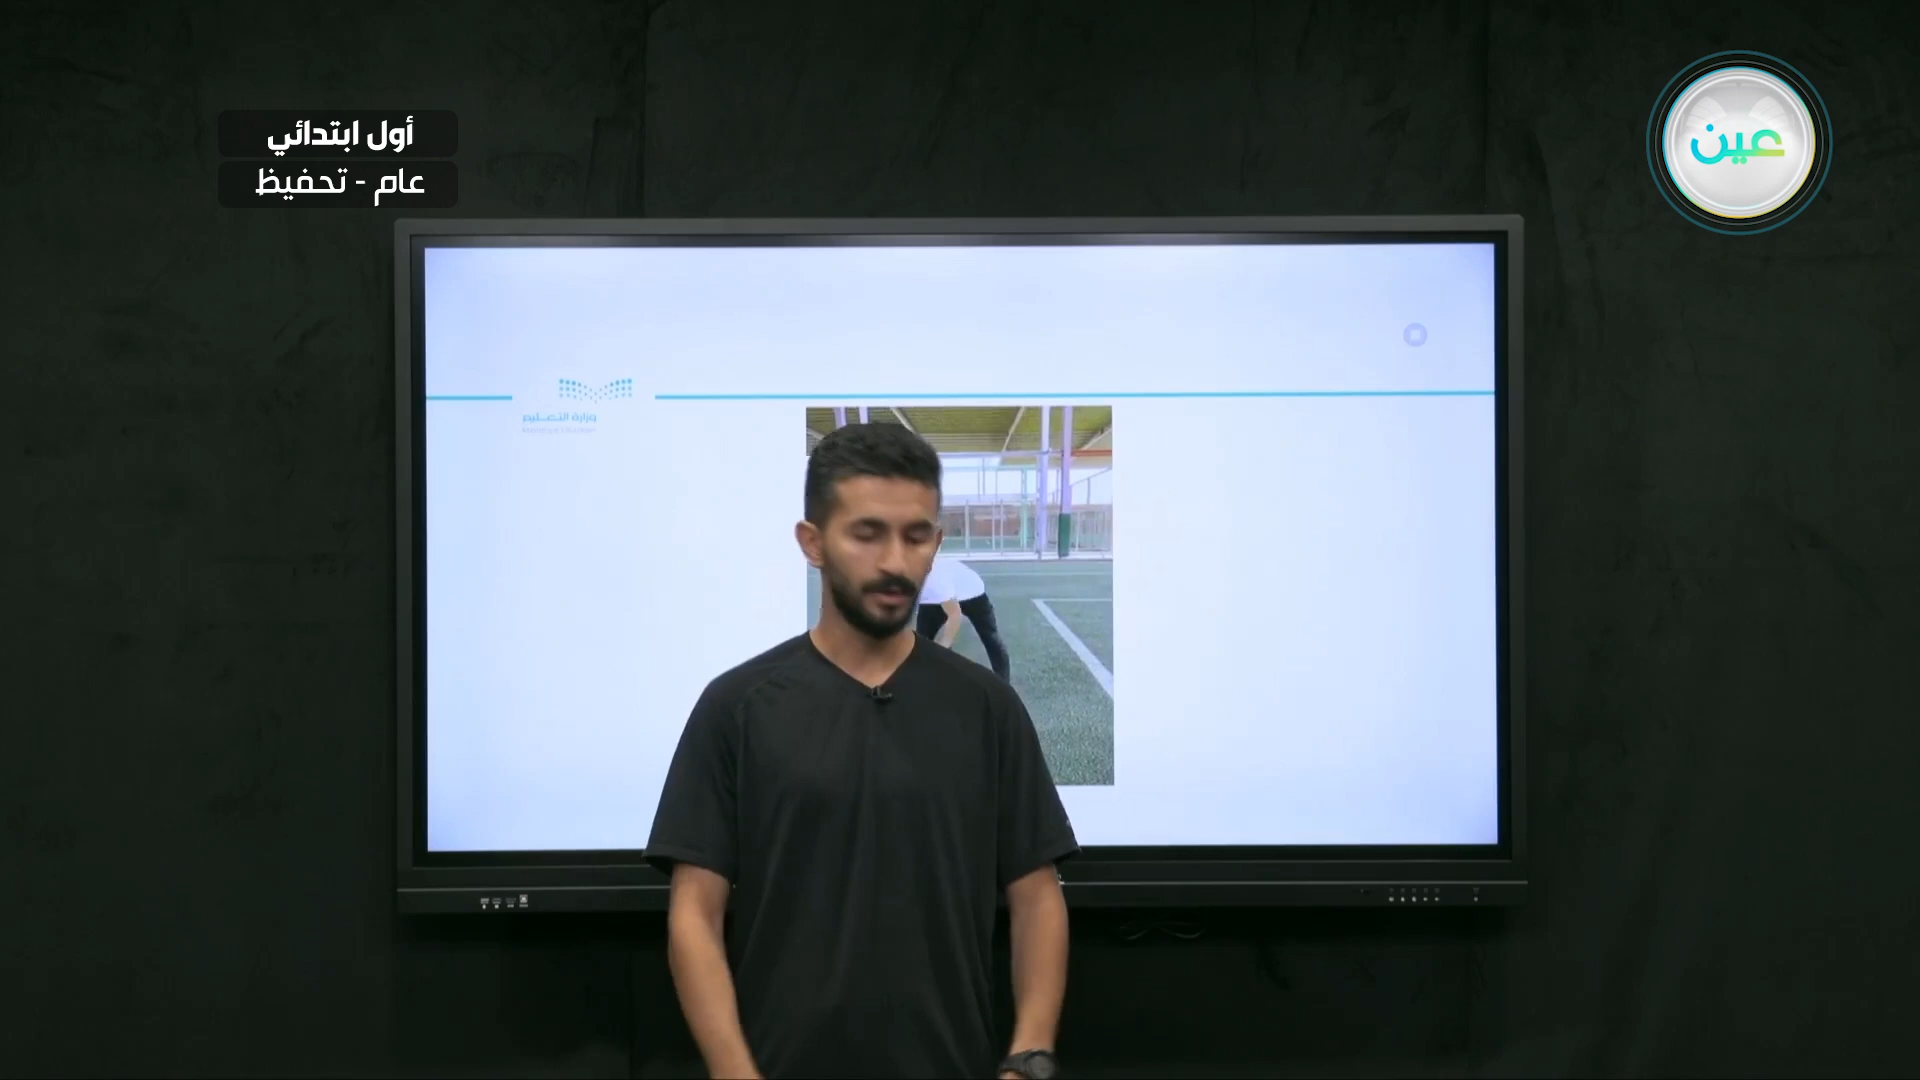 أول ابتدائي
عام - تحفيظ
عين
وزارة التعليم